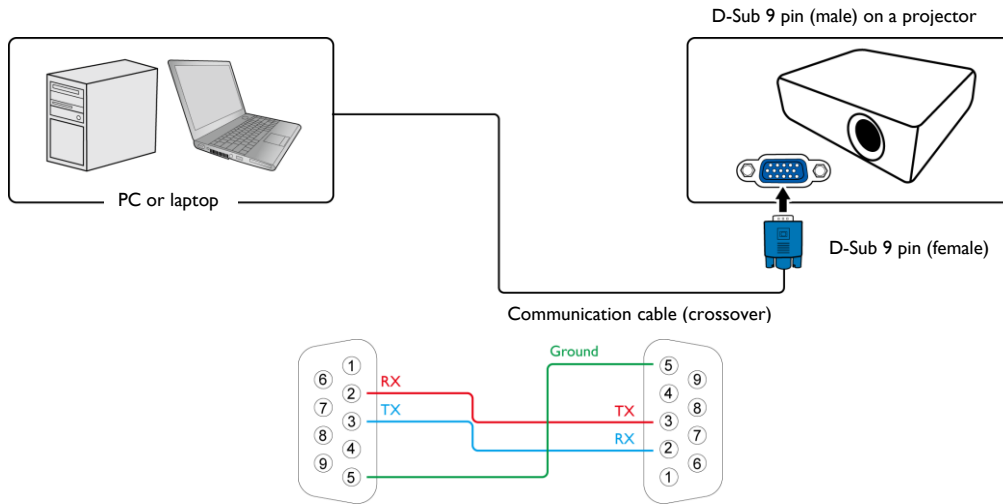 D-Sub 9 pin (male) on a projector
PC or laptop
D-Sub 9 pin (female)
Communication cable (crossover)
Ground
1
6
2
7
3
8
4
9
5
RX
TX
TX
RX
5
9
4
8
3
7
2
6
1